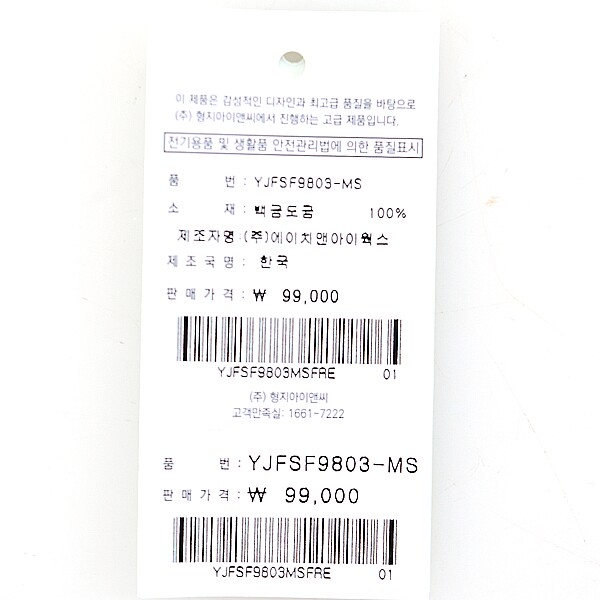 이 제품은 감성적인 디자인과 최고급 품질을 바탕으로
(주) 형지아이앤씨에서 진행하는 고급 제품입니다.
전기용품 및 생활품 안전관리법에 의한 품질표시
품 번 : YJFSF9803-MS
소 재 : 백금도금 100%
제조자명 : (주)에이치앤아이웍스
제조국명 : 한국
판매가격 : ₩ 99,000
YJFSF9803MSFRE 01
(주) 형지아이앤씨
고객만족실: 1661-7222
품 번 : YJFSF9803-MS
판매가격 : ₩ 99,000
YJFSF9803MSFRE 01